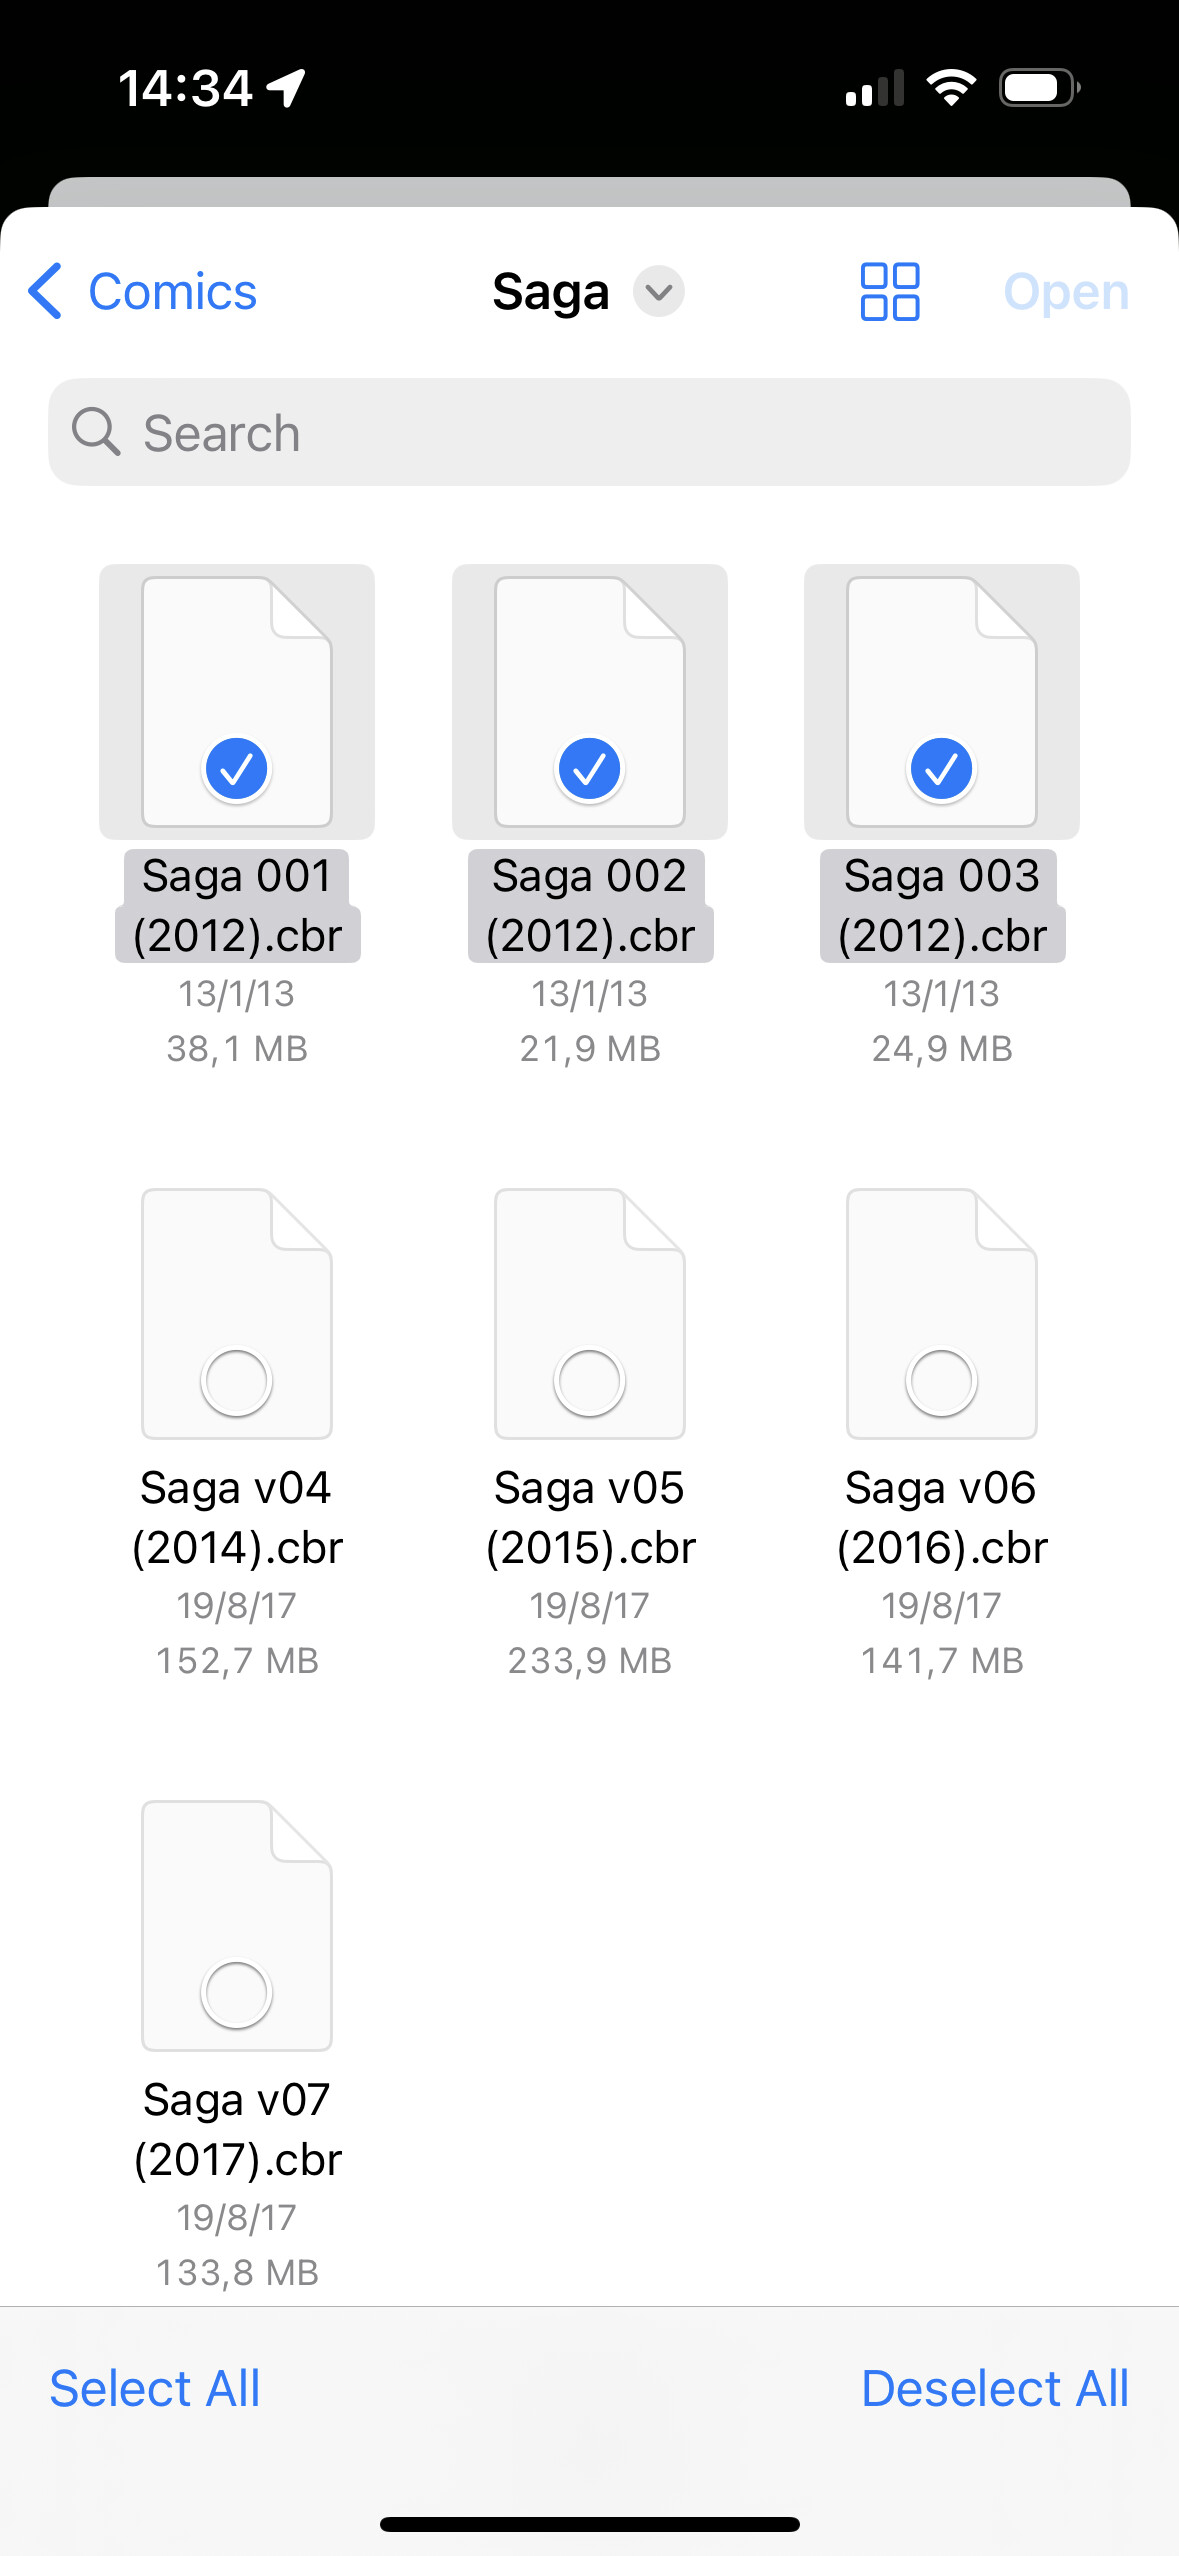 14:34
Comics
Saga
Open
Search
Saga 001
(2012).cbr
13/1/13
38,1 MB
Saga 002
(2012).cbr
13/1/13
21,9 MB
Saga 003
(2012).cbr
13/1/13
24,9 MB
Saga v04
(2014).cbr
19/8/17
152,7 MB
Saga v05
(2015).cbr
19/8/17
233,9 MB
Saga v06
(2016).cbr
19/8/17
141,7 MB
Saga v07
(2017).cbr
19/8/17
133,8 MB
Select All
Deselect All